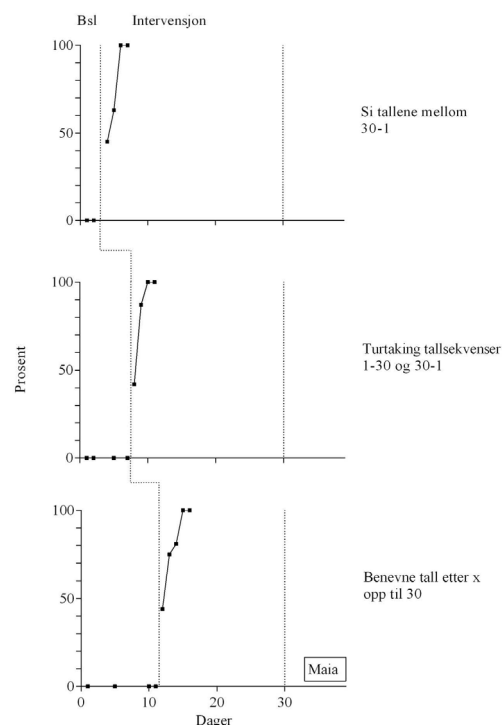 Bsl Intervensjon
100
50
0
Si tallene mellom
30-1
100
50
0
Turtaking tallsekvenser
1-30 og 30-1
Prosent
100
50
0
Benevne tall etter x
opp til 30
Maia
0 10 20 30
Dager